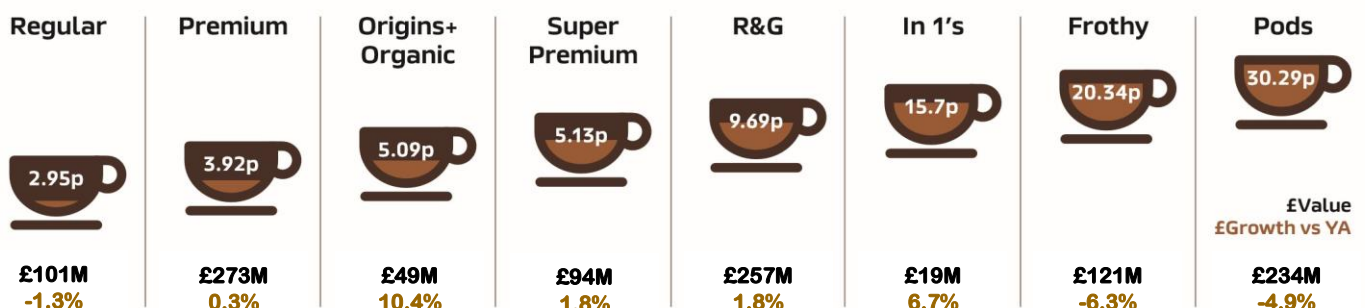 Regular
Premium
Origins+
Organic
Super
Premium
R&G
In 1's
Frothy
Pods
2.95p
3.92p
5.09p
5.13p
9.69p
15.7p
20.34p
30.29p
£Value
£Growth vs YA
£101M
£273M
£49M
£94M
£257M
£19M
£121M
£234M
-1.3%
0.3%
10.4%
1.8%
1.8%
6.7%
-6.3%
-4.9%